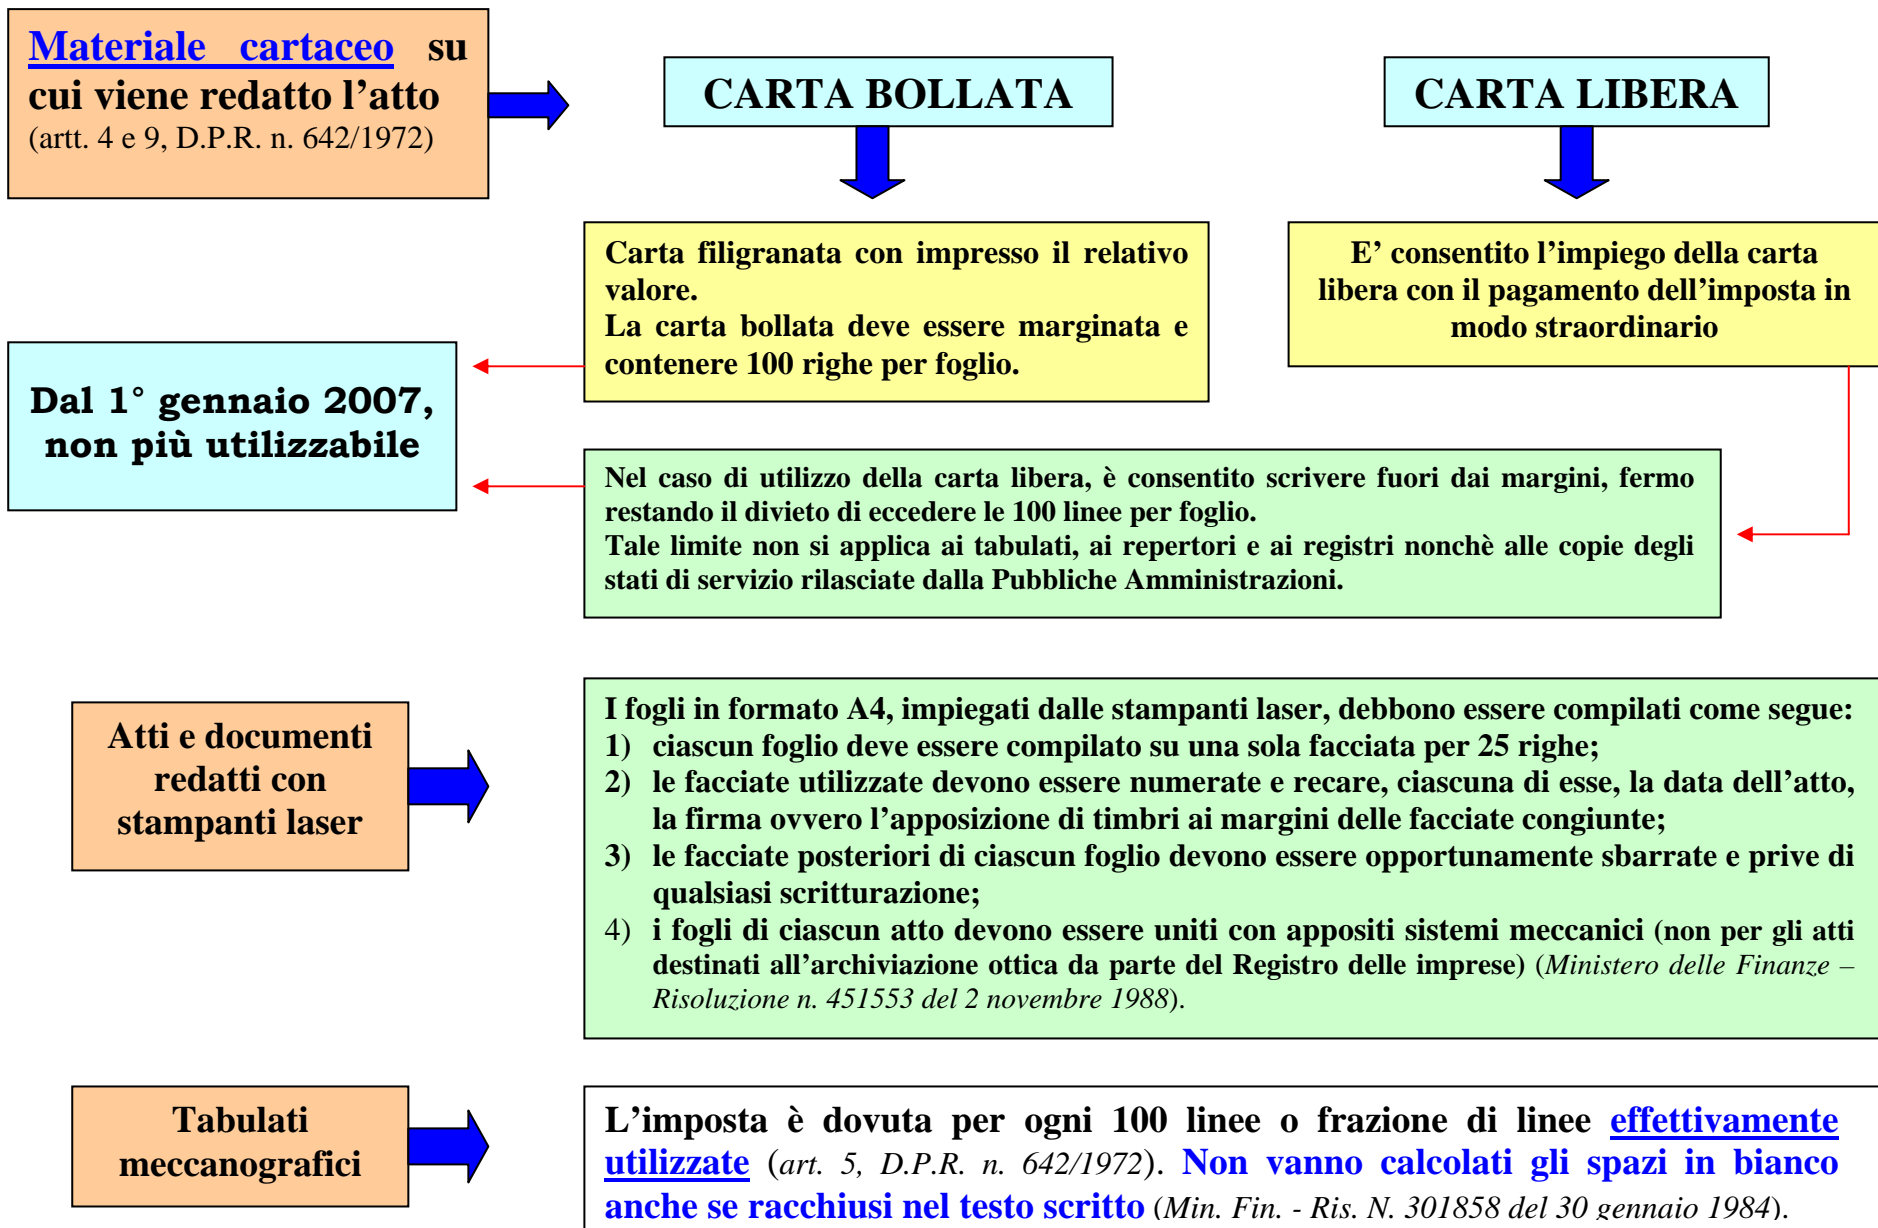 Materiale cartaceo su
cui viene redatto l’atto
(artt. 4 e 9, D.P.R. n. 642/1972)
CARTA BOLLATA
CARTA LIBERA
Carta filigranata con impresso il relativo
valore.
La carta bollata deve essere marginata e
contenere 100 righe per foglio.
E’ consentito l’impiego della carta
libera con il pagamento dell’imposta in
modo straordinario
Dal 1° gennaio 2007,
non più utilizzabile
Nel caso di utilizzo della carta libera, è consentito scrivere fuori dai margini, fermo
restando il divieto di eccedere le 100 linee per foglio.
Tale limite non si applica ai tabulati, ai repertori e ai registri nonchè alle copie degli
stati di servizio rilasciate dalla Pubbliche Amministrazioni.
Atti e documenti
redatti con
stampanti laser
I fogli in formato A4, impiegati dalle stampanti laser, debbono essere compilati come segue:
1) ciascun foglio deve essere compilato su una sola facciata per 25 righe;
2) le facciate utilizzate devono essere numerate e recare, ciascuna di esse, la data dell’atto,
la firma ovvero l’apposizione di timbri ai margini delle facciate congiunte;
3) le facciate posteriori di ciascun foglio devono essere opportunamente sbarrate e prive di
qualsiasi scritturazione;
4) i fogli di ciascun atto devono essere uniti con appositi sistemi meccanici (non per gli atti
destinati all’archiviazione ottica da parte del Registro delle imprese) (Ministero delle Finanze –
Risoluzione n. 451553 del 2 novembre 1988).
Tabulati
meccanografici
L’imposta è dovuta per ogni 100 linee o frazione di linee effettivamente
utilizzate (art. 5, D.P.R. n. 642/1972). Non vanno calcolati gli spazi in bianco
anche se racchiusi nel testo scritto (Min. Fin. - Ris. N. 301858 del 30 gennaio 1984).